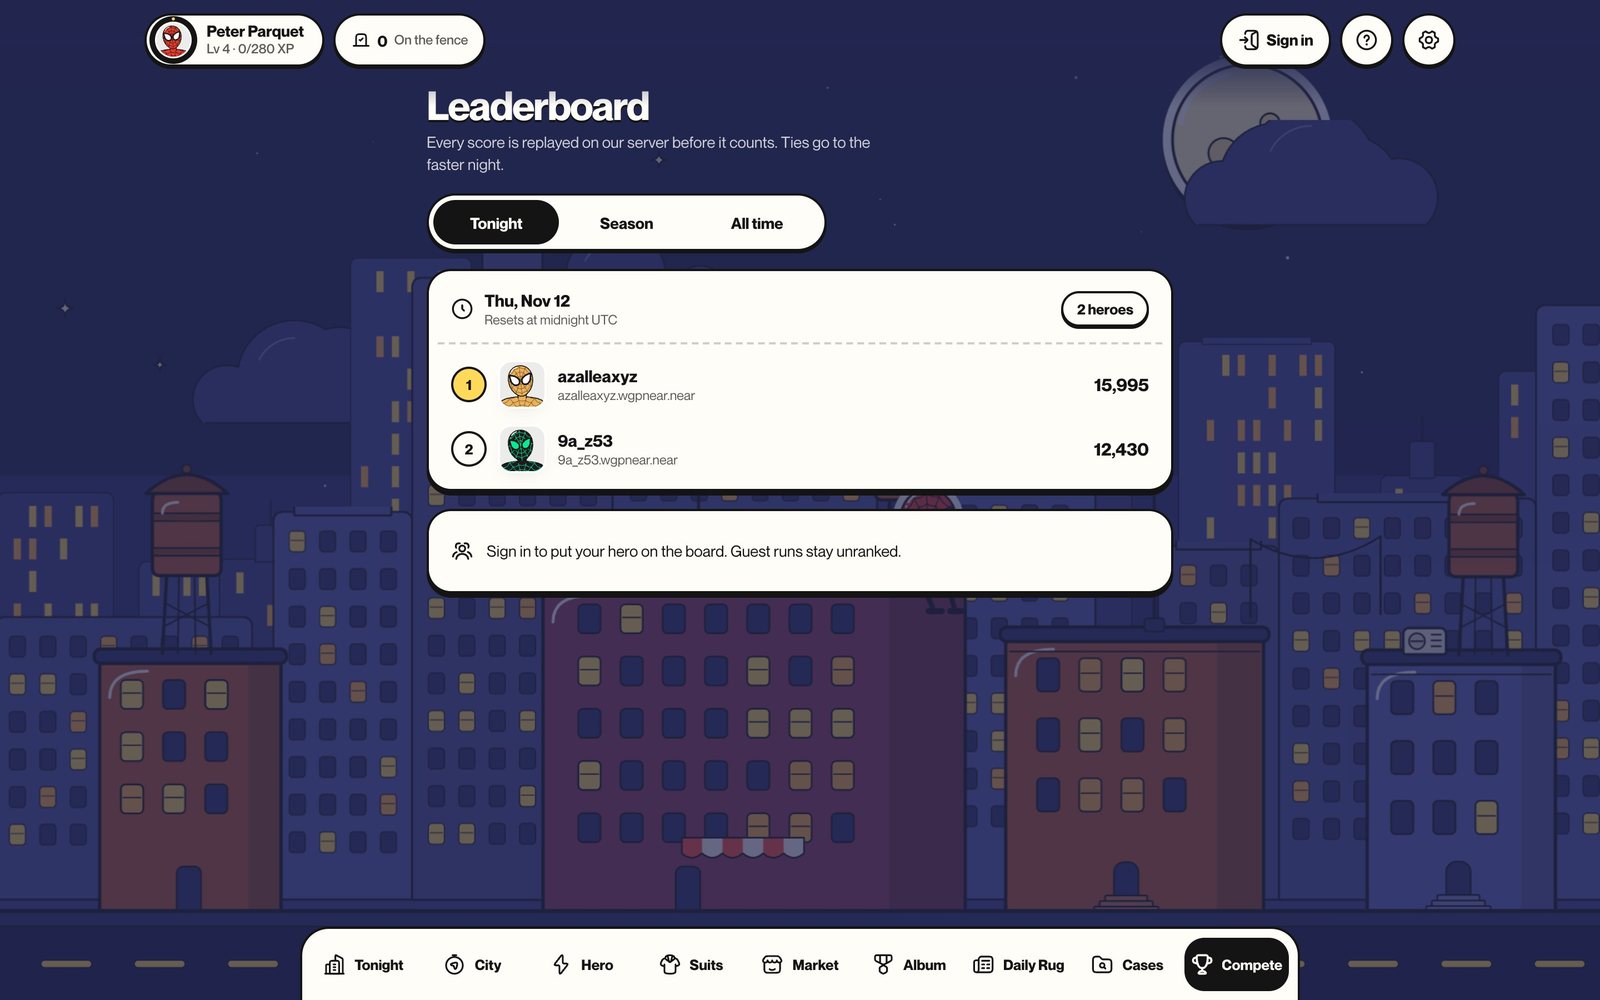 Peter Parquet
Lv 4 · 0/280 XP
0 On the fence
Sign in
Leaderboard
Every score is replayed on our server before it counts. Ties go to the
faster night.
Tonight
Season
All time
Thu, Nov 12
Resets at midnight UTC
2 heroes
1
azalleaxyz
azalleaxyz.wgpnear.near
15,995
2
9a_z53
9a_z53.wgpnear.near
12,430
Sign in to put your hero on the board. Guest runs stay unranked.
Tonight
City
Hero
Suits
Market
Album
Daily Rug
Cases
Compete